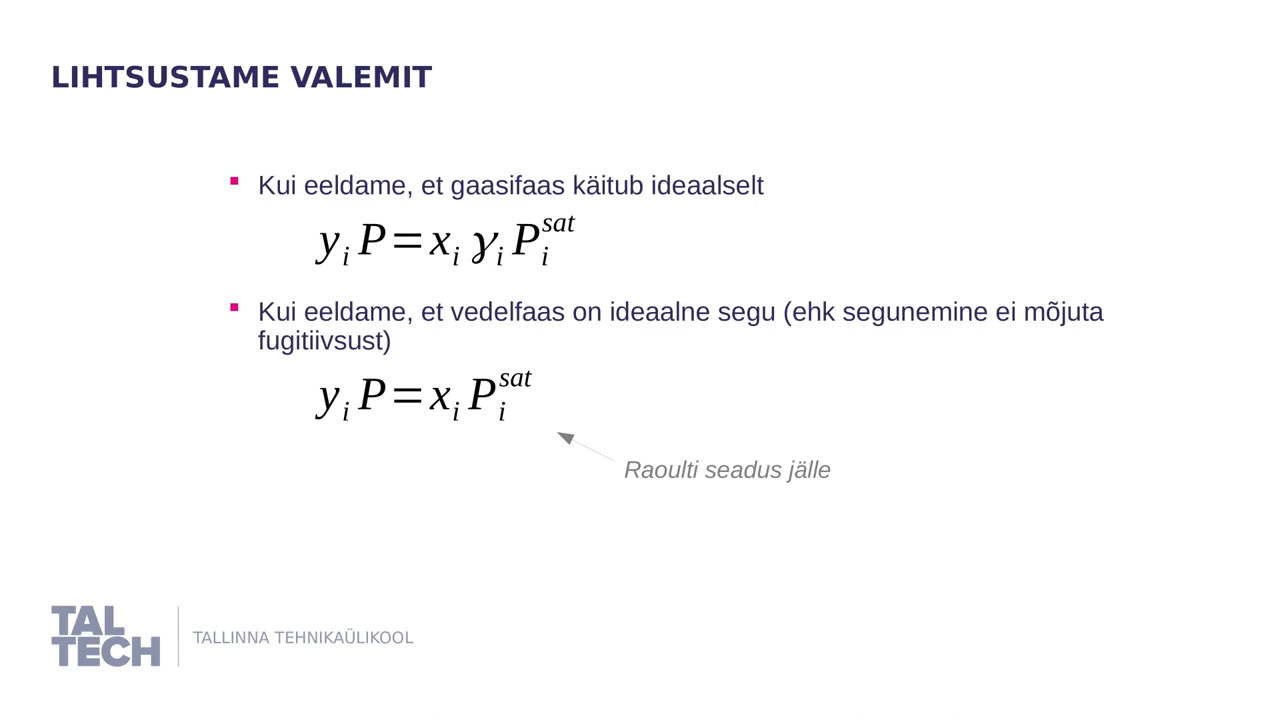 LIHTSUSTAME VALEMIT
Kui eeldame, et gaasifaas käitub ideaalselt
y_i P = x_i γ_i P_i^sat
Kui eeldame, et vedelfaas on ideaalne segu (ehk segunemine ei mõjuta
fugitiivsust)
y_i P = x_i P_i^sat
Raoulti seadus jälle
TAL
TECH
TALLINNA TEHNIKAÜLIKOOL